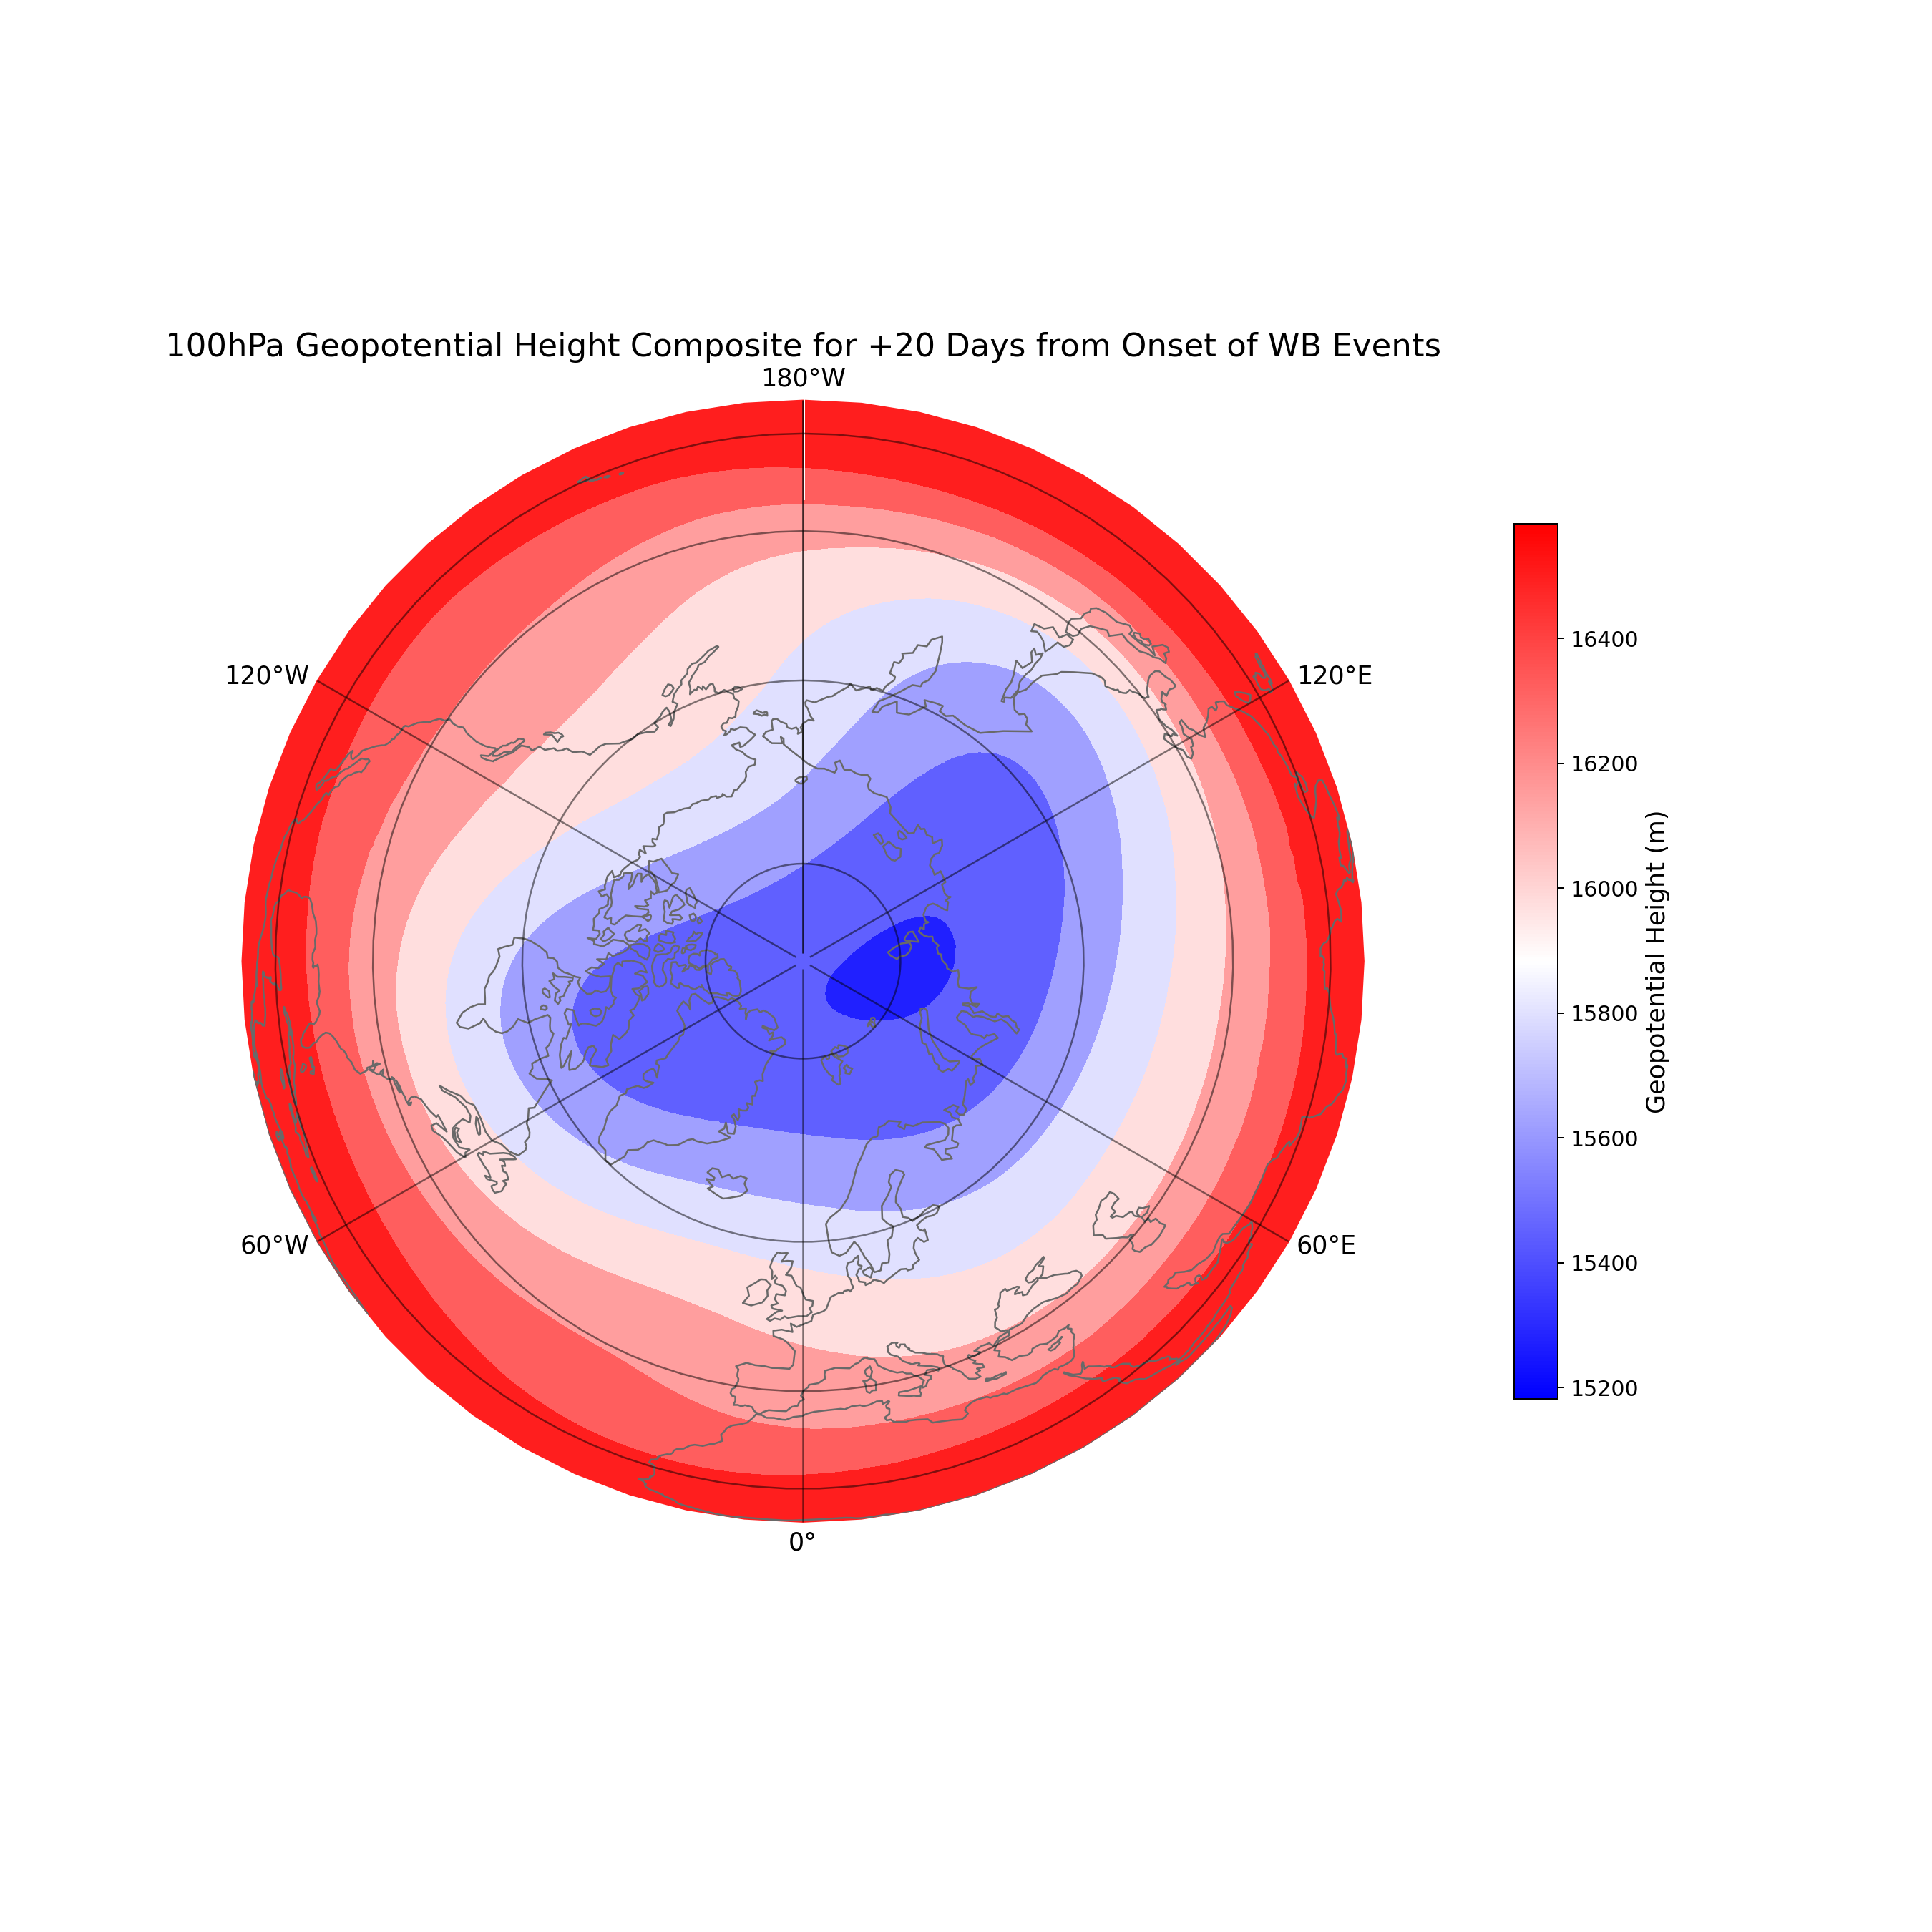 100hPa Geopotential Height Composite for +20 Days from Onset of WB Events
180°W
120°W
120°E
60°W
60°E
0°
16400
16200
16000
15800
15600
15400
15200
Geopotential Height (m)